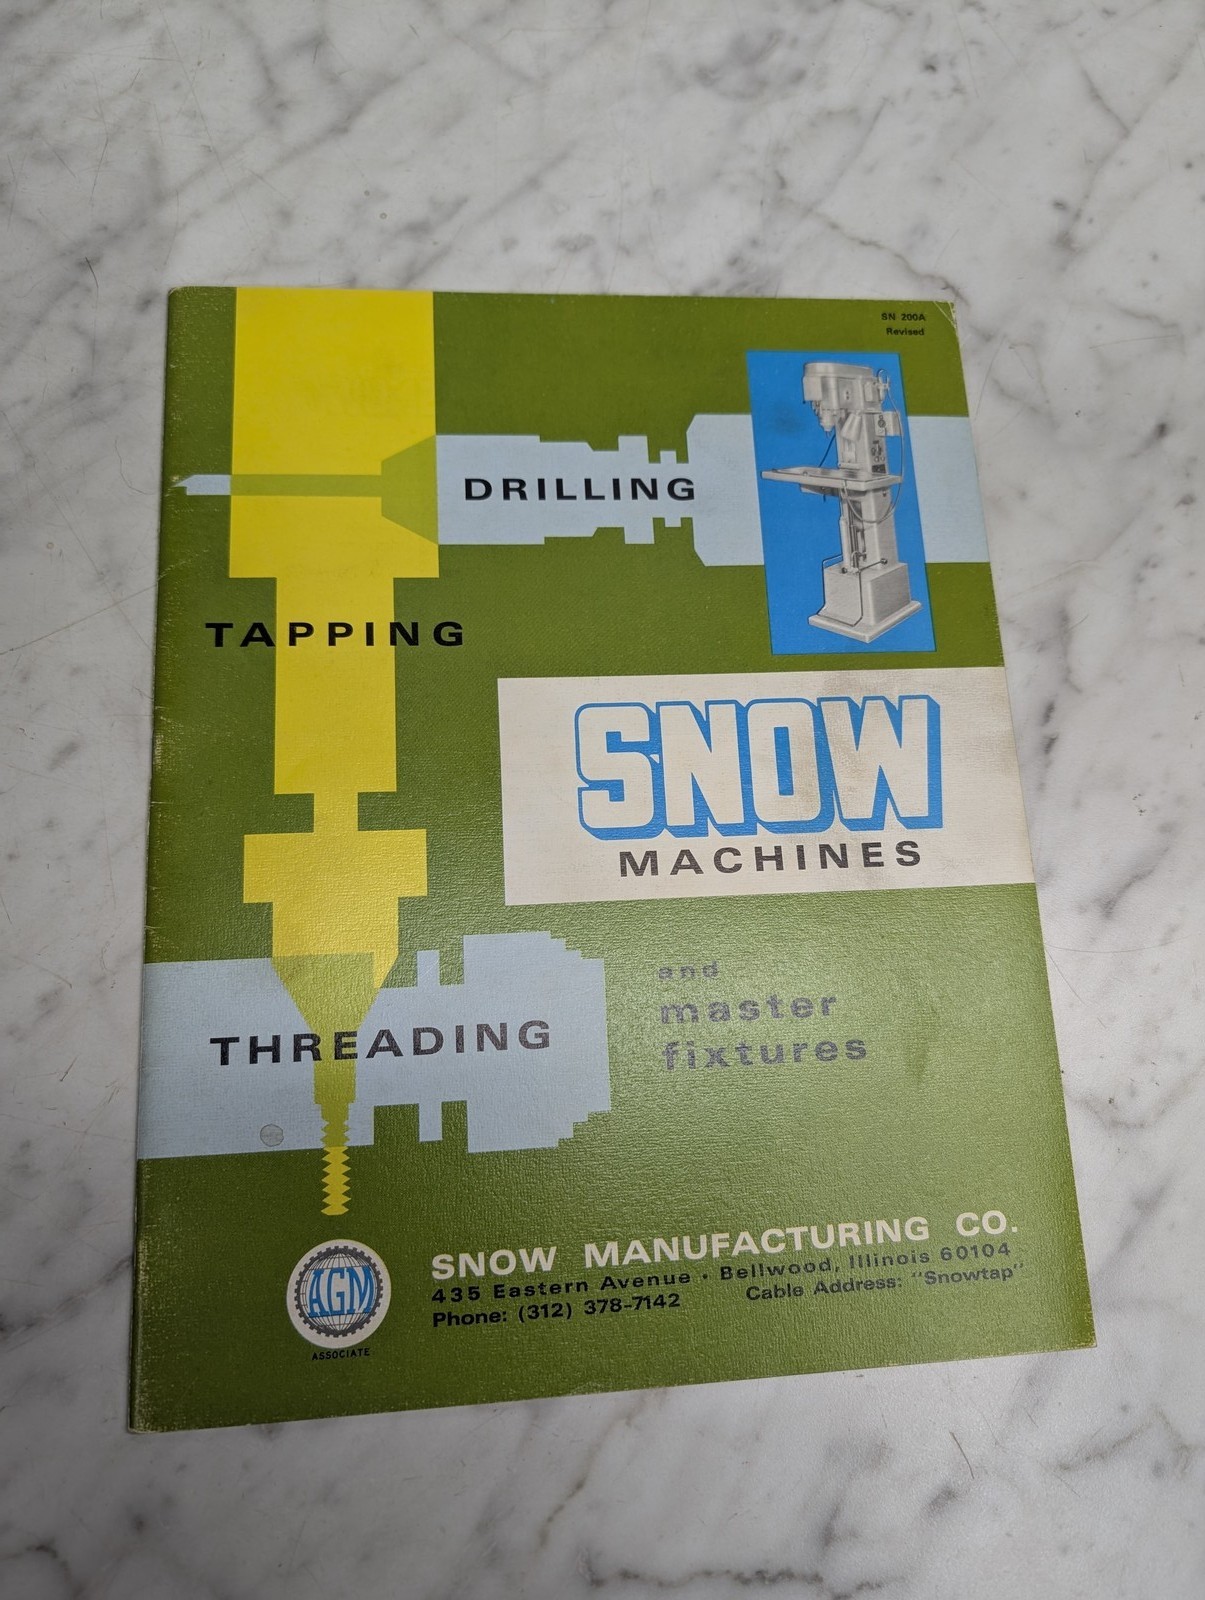 SN 200A
Revised
DRILLING
TAPPING
SNOW
MACHINES
and
master
fixtures
THREADING
AGM
ASSOCIATE
SNOW MANUFACTURING CO.
435 Eastern Avenue • Bellwood, Illinois 60104
Phone: (312) 378-7142 Cable Address: "Snowtap"